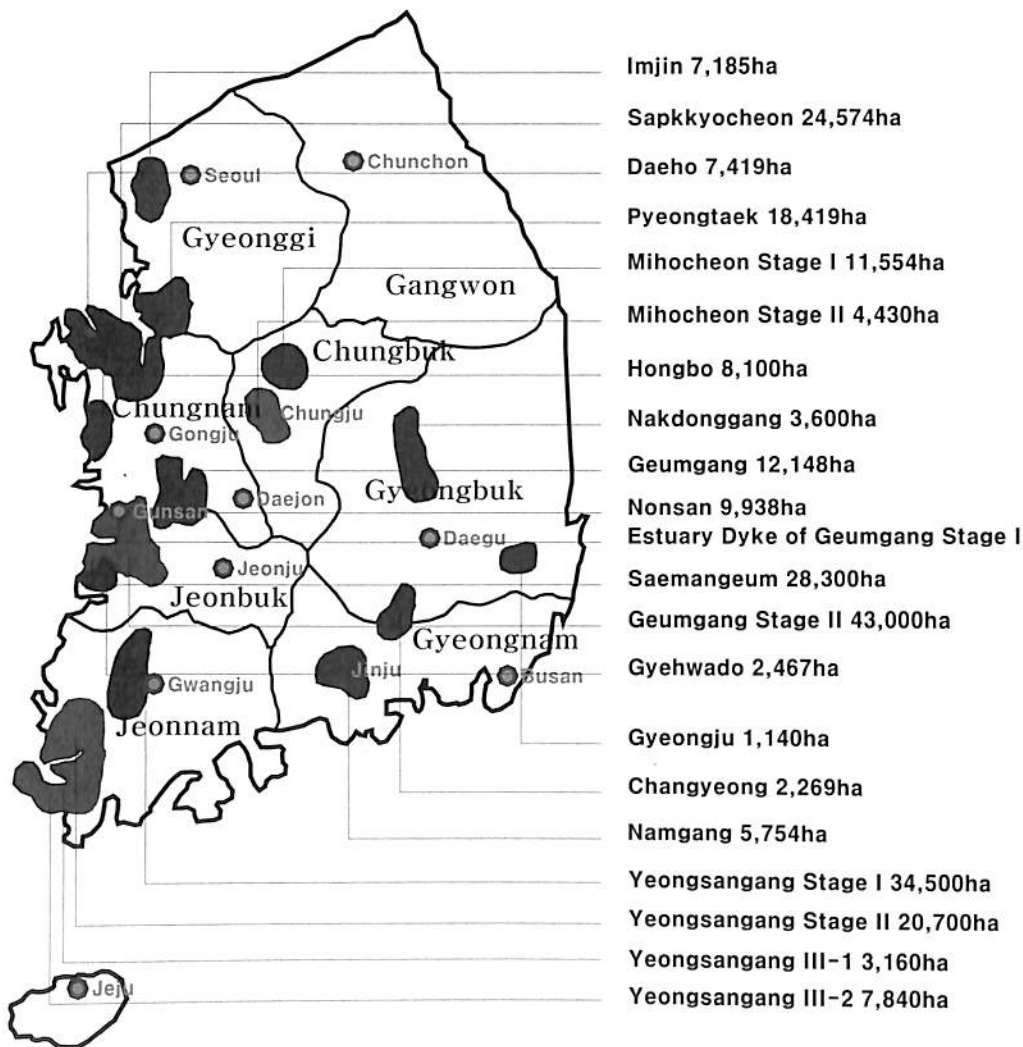 Imjin 7,185ha
Sapkkyocheon 24,574ha
Daeho 7,419ha
Pyeongtaek 18,419ha
Mihocheon Stage I 11,554ha
Mihocheon Stage II 4,430ha
Hongbo 8,100ha
Nakdonggang 3,600ha
Geumgang 12,148ha
Nonsan 9,938ha
Estuary Dyke of Geumgang Stage I
Saemangeum 28,300ha
Geumgang Stage II 43,000ha
Gyehwado 2,467ha
Gyeongju 1,140ha
Changyeong 2,269ha
Namgang 5,754ha
Yeongsangang Stage I 34,500ha
Yeongsangang Stage II 20,700ha
Yeongsangang III-1 3,160ha
Yeongsangang III-2 7,840ha
Seoul
Chunchon
Gyeonggi
Gangwon
Chungbuk
Chungnam
Chungju
Gongju
Gyeongbuk
Daejon
Gunsan
Daegu
Jeonju
Jeonbuk
Gyeongnam
Jinju
Busan
Gwangju
Jeonnam
Jeju